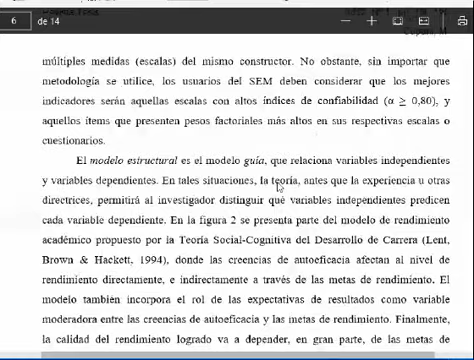 6 de 14
múltiples medidas (escalas) del mismo constructor. No obstante, sin importar que
metodología se utilice, los usuarios del SEM deben considerar que los mejores
indicadores serán aquellas escalas con altos índices de confiabilidad (α ≥ 0,80), y
aquellos ítems que presenten pesos factoriales más altos en sus respectivas escalas o
cuestionarios.
El modelo estructural es el modelo guía, que relaciona variables independientes
y variables dependientes. En tales situaciones, la teoría, antes que la experiencia u otras
directrices, permitirá al investigador distinguir qué variables independientes predicen
cada variable dependiente. En la figura 2 se presenta parte del modelo de rendimiento
académico propuesto por la Teoría Social-Cognitiva del Desarrollo de Carrera (Lent,
Brown & Hackett, 1994), donde las creencias de autoeficacia afectan al nivel de
rendimiento directamente, e indirectamente a través de las metas de rendimiento. El
modelo también incorpora el rol de las expectativas de resultados como variable
moderadora entre las creencias de autoeficacia y las metas de rendimiento. Finalmente,
la calidad del rendimiento logrado va a depender, en gran parte, de las metas de